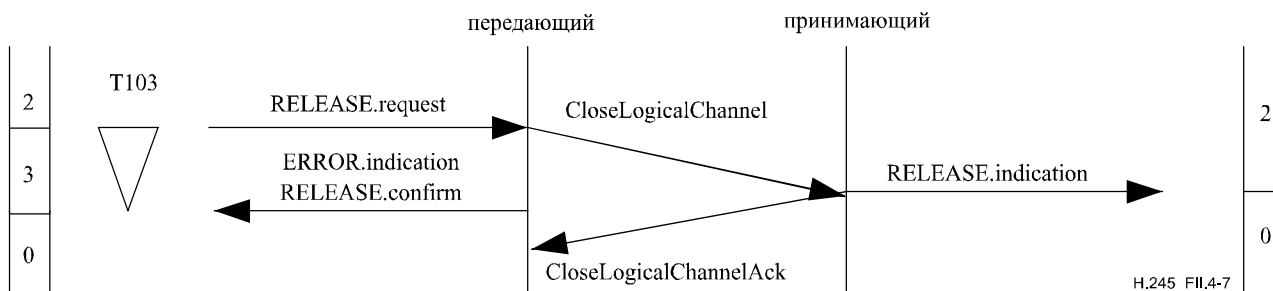 передающий
принимающий
T103
2
RELEASE.request
CloseLogicalChannel
2
ERROR.indication
3
RELEASE.indication
RELEASE.confirm
0
0
CloseLogicalChannelAck
H.245 FII.4-7